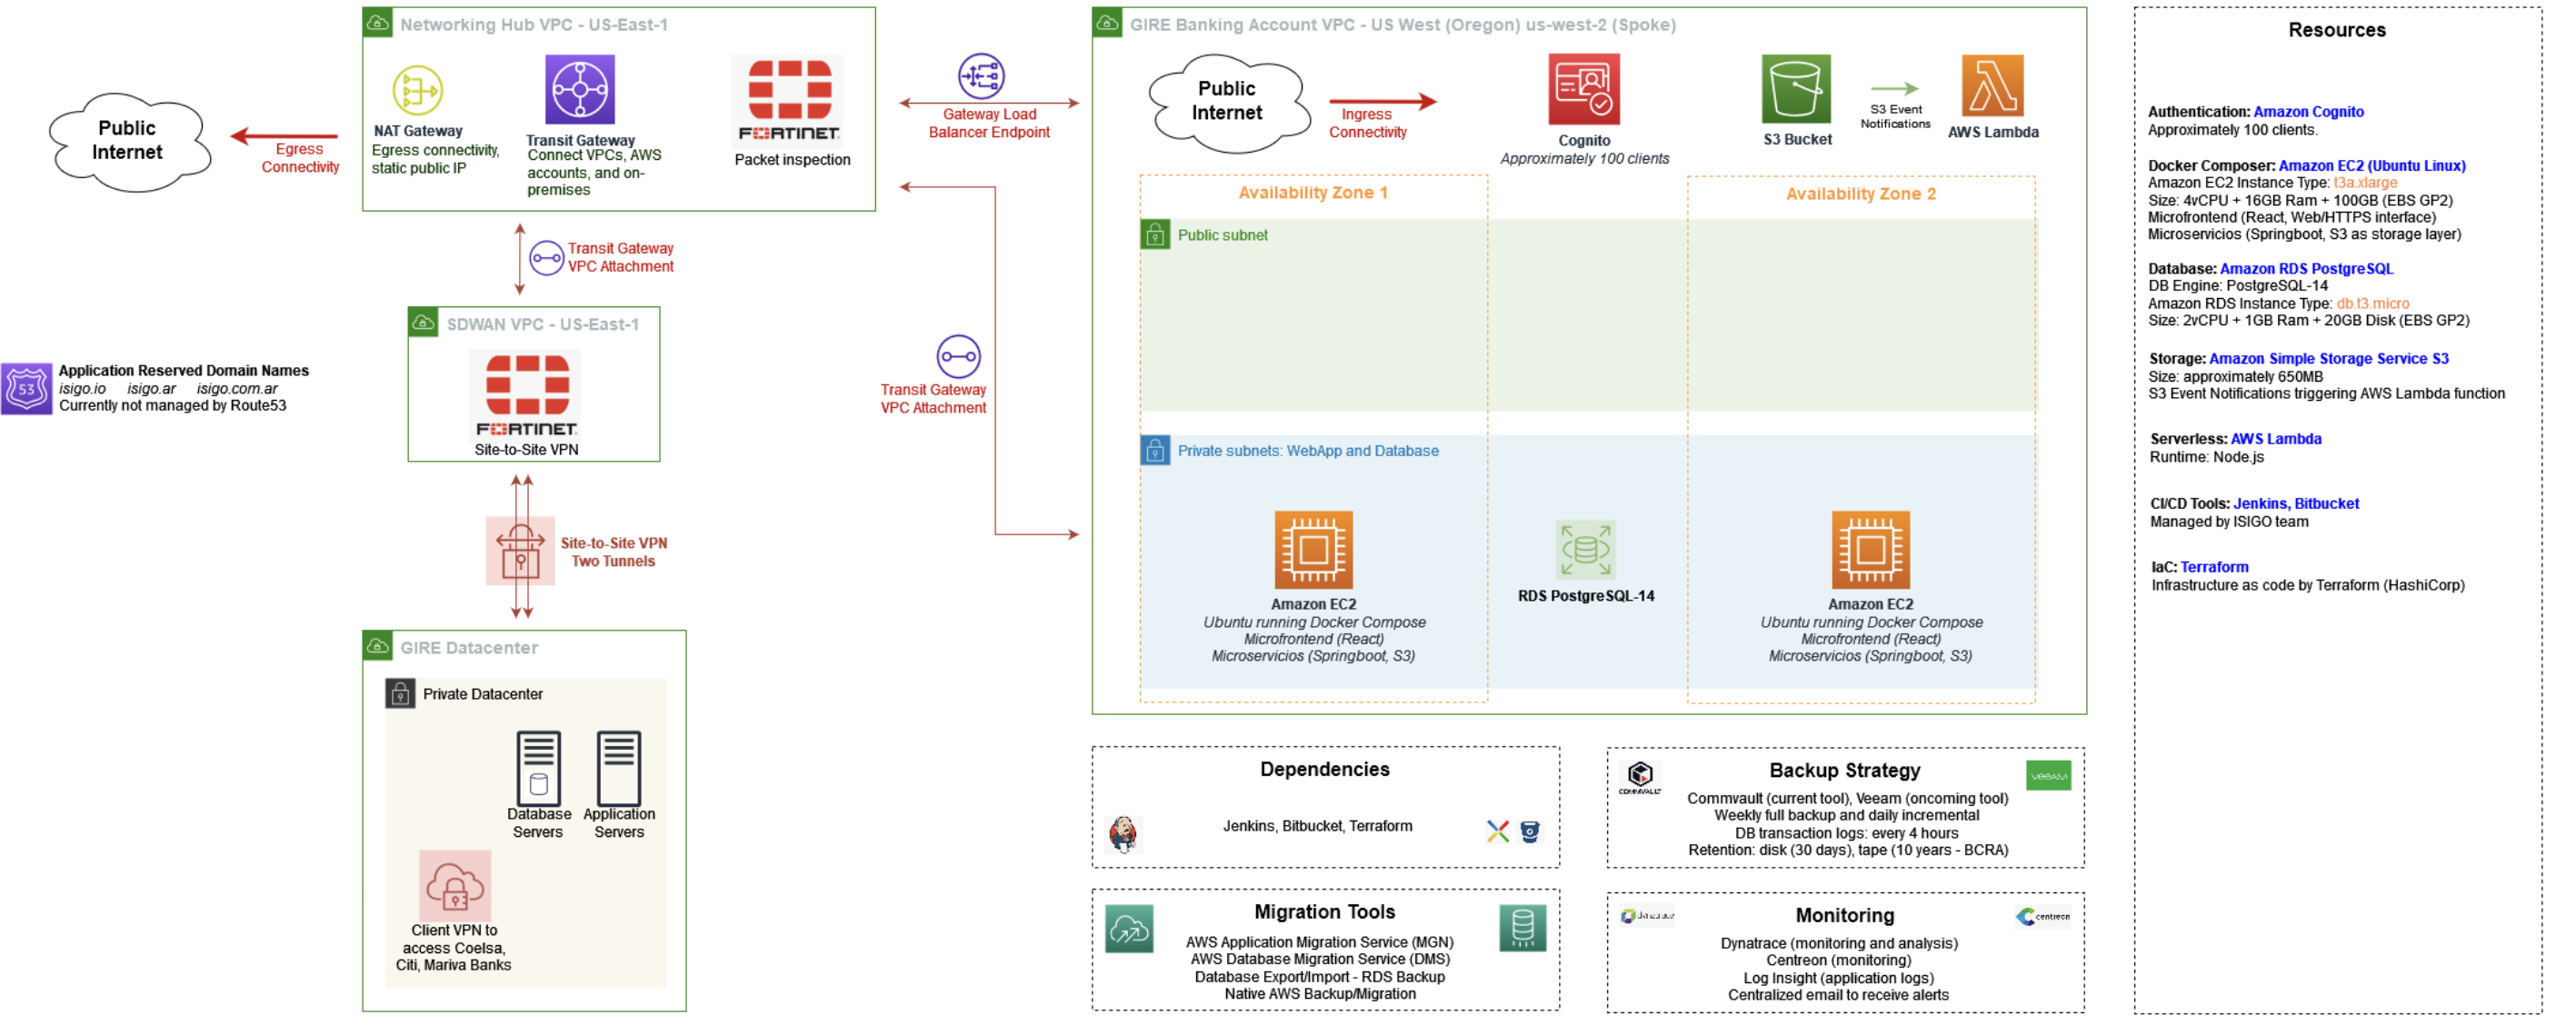 Networking Hub VPC - US-East-1
Public
Internet
Egress
Connectivity
NAT Gateway
Egress connectivity,
static public IP
Transit Gateway
Connect VPCs, AWS
accounts, and on-
premises
FORTINET
Packet inspection
Gateway Load
Balancer Endpoint
Transit Gateway
VPC Attachment
SDWAN VPC - US-East-1
FORTINET
Site-to-Site VPN
53
Application Reserved Domain Names
isigo.io isigo.ar isigo.com.ar
Currently not managed by Route53
Transit Gateway
VPC Attachment
Site-to-Site VPN
Two Tunnels
GIRE Datacenter
Private Datacenter
Database
Servers
Application
Servers
Client VPN to
access Coelsa,
Citi, Mariva Banks
GIRE Banking Account VPC - US West (Oregon) us-west-2 (Spoke)
Public
Internet
Ingress
Connectivity
Cognito
Approximately 100 clients
S3 Bucket
S3 Event
Notifications
AWS Lambda
Availability Zone 1
Availability Zone 2
Public subnet
Private subnets: WebApp and Database
Amazon EC2
Ubuntu running Docker Compose
Microfrontend (React)
Microservicios (Springboot, S3)
RDS PostgreSQL-14
Amazon EC2
Ubuntu running Docker Compose
Microfrontend (React)
Microservicios (Springboot, S3)
Dependencies
Jenkins, Bitbucket, Terraform
Backup Strategy
COMMVAULT
veeAM
Commvault (current tool), Veeam (oncoming tool)
Weekly full backup and daily incremental
DB transaction logs: every 4 hours
Retention: disk (30 days), tape (10 years - BCRA)
Migration Tools
AWS Application Migration Service (MGN)
AWS Database Migration Service (DMS)
Database Export/Import - RDS Backup
Native AWS Backup/Migration
Monitoring
dynatrace
centreon
Dynatrace (monitoring and analysis)
Centreon (monitoring)
Log Insight (application logs)
Centralized email to receive alerts
Resources
Authentication: Amazon Cognito
Approximately 100 clients.
Docker Composer: Amazon EC2 (Ubuntu Linux)
Amazon EC2 Instance Type: t3a.xlarge
Size: 4vCPU + 16GB Ram + 100GB (EBS GP2)
Microfrontend (React, Web/HTTPS interface)
Microservicios (Springboot, S3 as storage layer)
Database: Amazon RDS PostgreSQL
DB Engine: PostgreSQL-14
Amazon RDS Instance Type: db.t3.micro
Size: 2vCPU + 1GB Ram + 20GB Disk (EBS GP2)
Storage: Amazon Simple Storage Service S3
Size: approximately 650MB
S3 Event Notifications triggering AWS Lambda function
Serverless: AWS Lambda
Runtime: Node.js
CI/CD Tools: Jenkins, Bitbucket
Managed by ISIGO team
IaC: Terraform
Infrastructure as code by Terraform (HashiCorp)